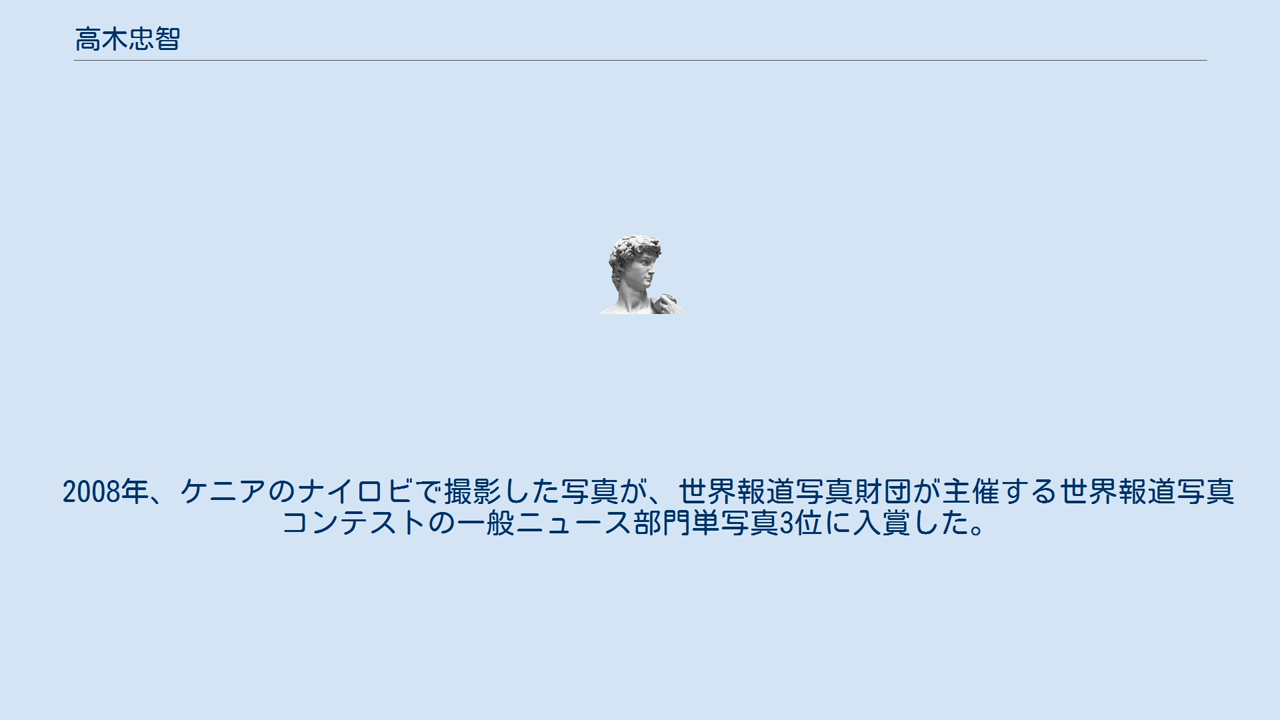 高木忠智
2008年、ケニアのナイロビで撮影した写真が、世界報道写真財団が主催する世界報道写真
コンテストの一般ニュース部門単写真3位に入賞した。